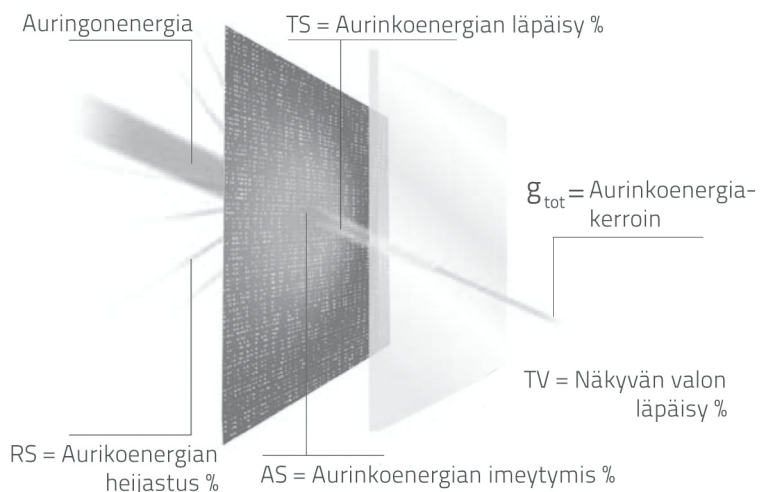 Auringonenergia
TS = Aurinkoenergian läpäisy %
g tot = Aurinkoenergia-
kerroin
TV = Näkyvän valon
läpäisy %
RS = Aurikoenergian
heijastus %
AS = Aurinkoenergian imeytymis %